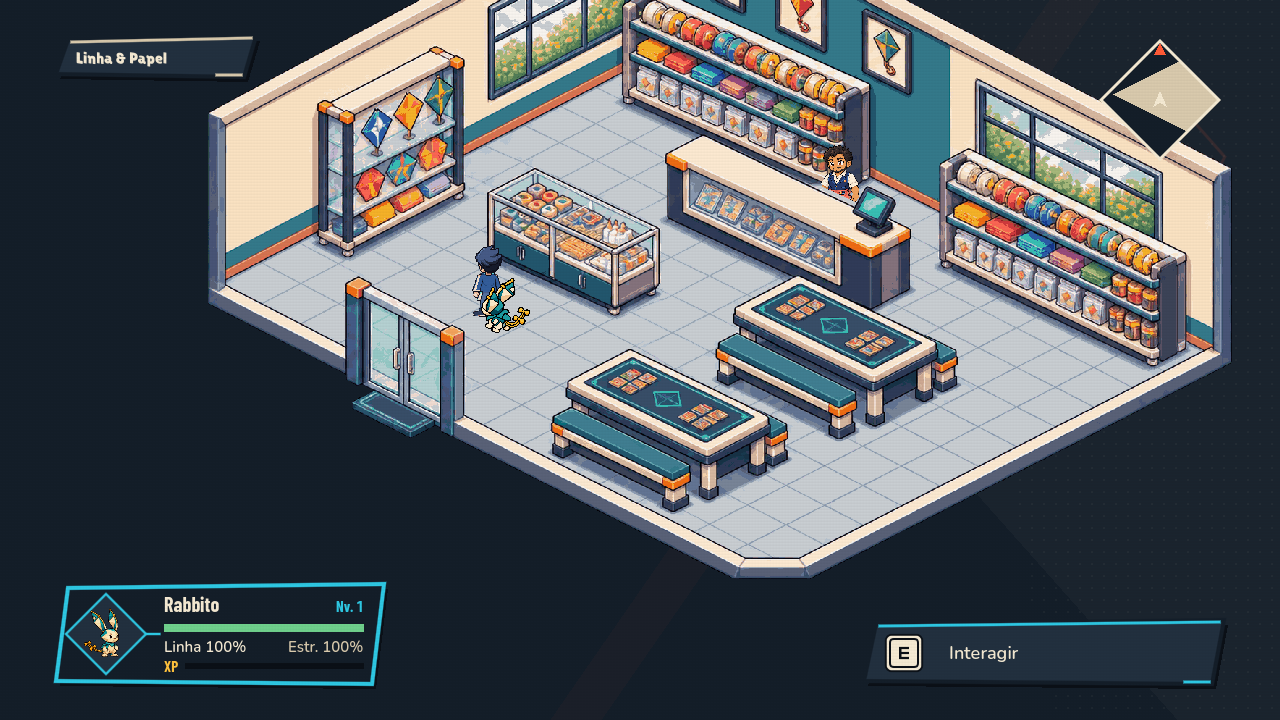 Linha & Papel
Rabbito
Nv. 1
Linha 100%
Estr. 100%
XP
E
Interagir